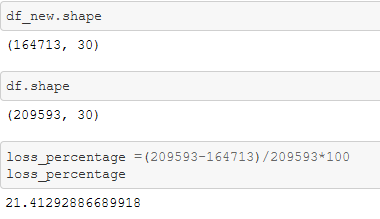 df_new.shape
(164713, 30)
df.shape
(209593, 30)
loss_percentage =(209593-164713)/209593*100
loss_percentage
21.41292886689918